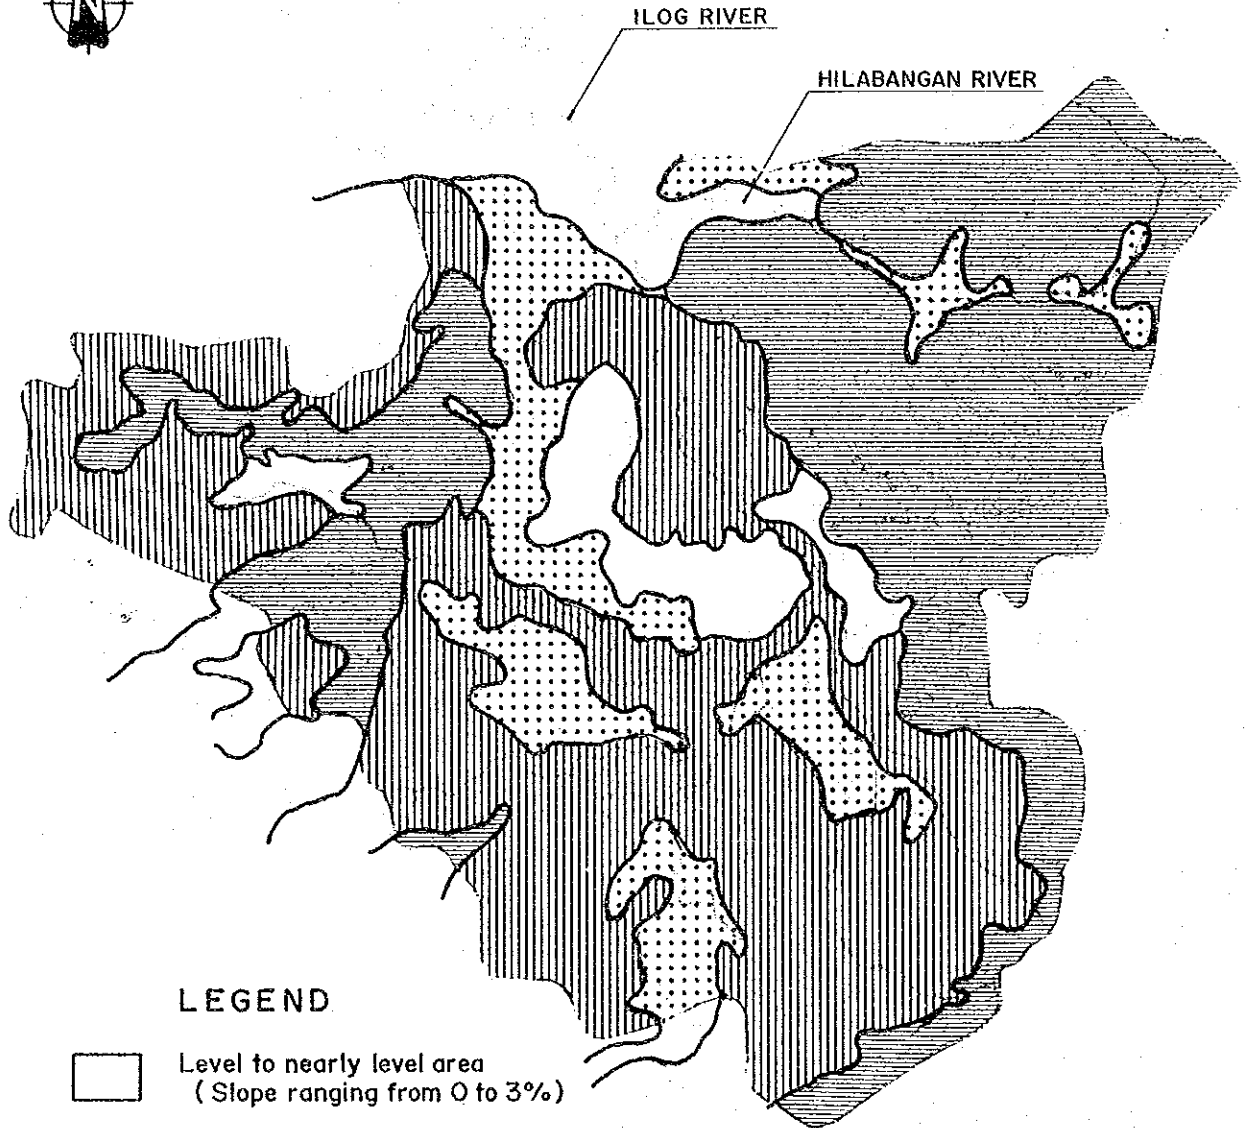 N
ILOG RIVER
HILABANGAN RIVER
LEGEND
Level to nearly level area
(Slope ranging from 0 to 3%)